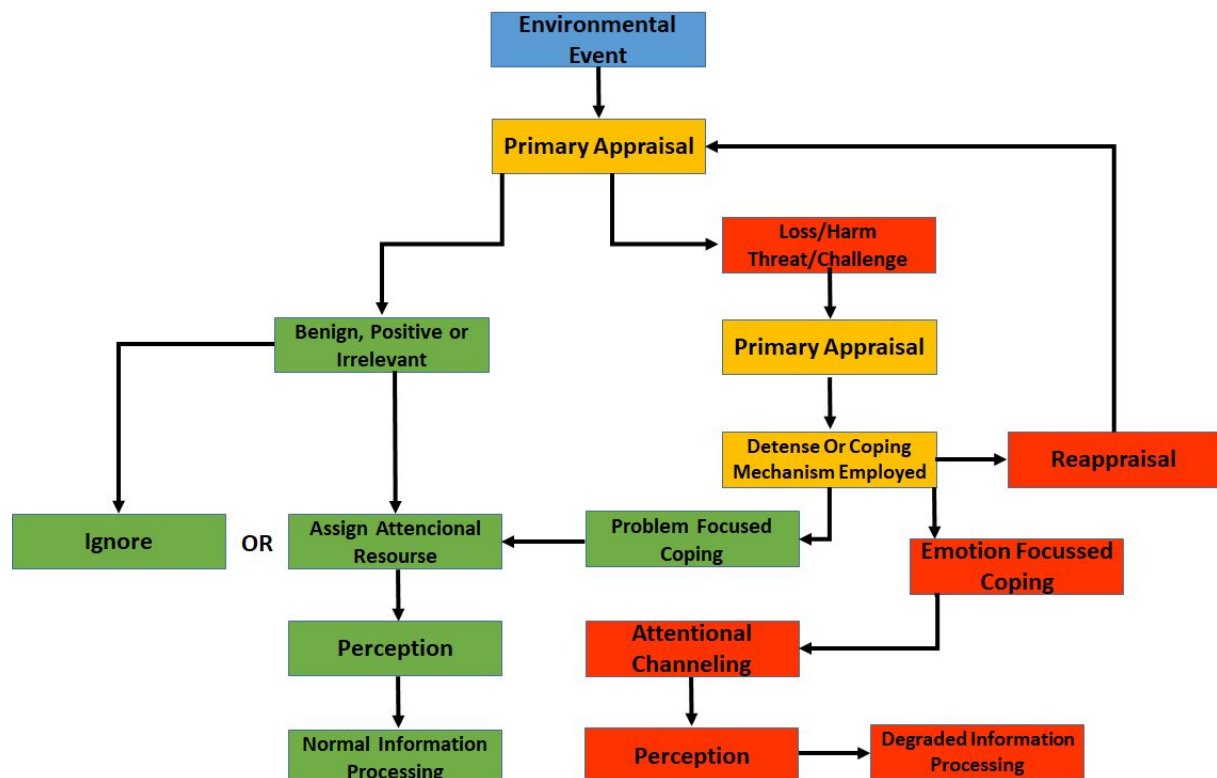 Environmental
Event
Primary Appraisal
Loss/Harm
Threat/Challenge
Benign, Positive or
Irrelevant
Primary Appraisal
Detense Or Coping
Mechanism Employed
Reappraisal
Ignore
OR
Assign Attencional
Resourse
Problem Focused
Coping
Emotion Focussed
Coping
Perception
Attentional
Channeling
Normal Information
Processing
Perception
Degraded Information
Processing